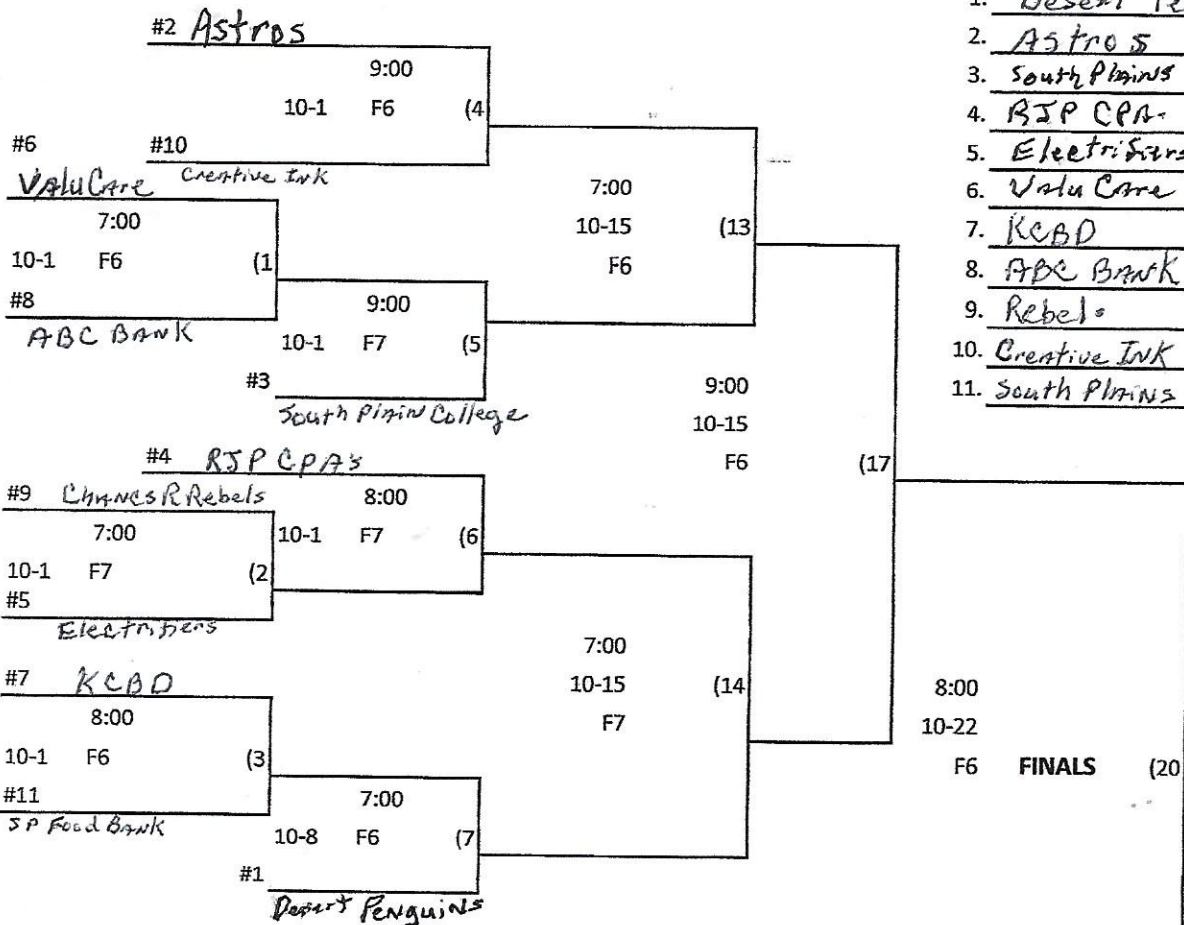 #2 Astros
9:00
10-1 F6 (4
#10
Creative Ink
#6
ValuCare
7:00
10-1 F6 (1
#8
ABC BANK
9:00
10-1 F7 (5
#3
South Plain College
7:00
10-15 (13
F6
9:00
10-15
F6 (17
#4 RJP CPA's
#9 Chances R Rebels
8:00
10-1 F7 (6
7:00
10-1 F7 (2
#5
Electrifiers
7:00
10-15 (14
F7
#7 KCBD
8:00
10-1 F6 (3
#11
SP Food Bank
7:00
10-8 F6 (7
#1
Desert Penguins
8:00
10-22
F6 FINALS (20
1. Desert Pe
2. Astros
3. South Plains
4. RJP CPA-
5. Electrifiers
6. Valu Care
7. KCBD
8. ABC BANK
9. Rebels
10. Creative INK
11. South Plains